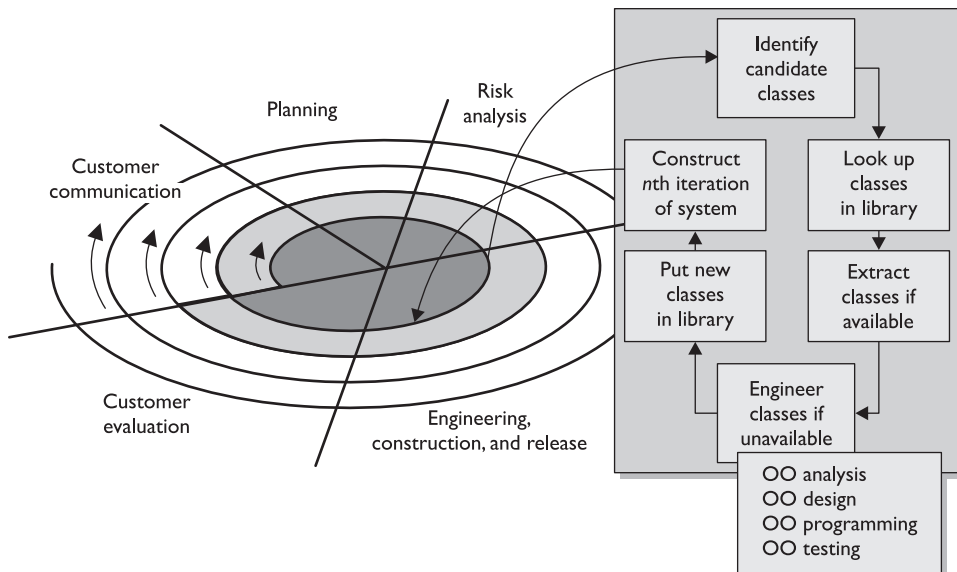 Planning
Risk
analysis
Customer
communication
Customer
evaluation
Engineering,
construction, and release
Identify
candidate
classes
Look up
classes
in library
Extract
classes if
available
Engineer
classes if
unavailable
Put new
classes
in library
Construct
nth iteration
of system
OO analysis
OO design
OO programming
OO testing